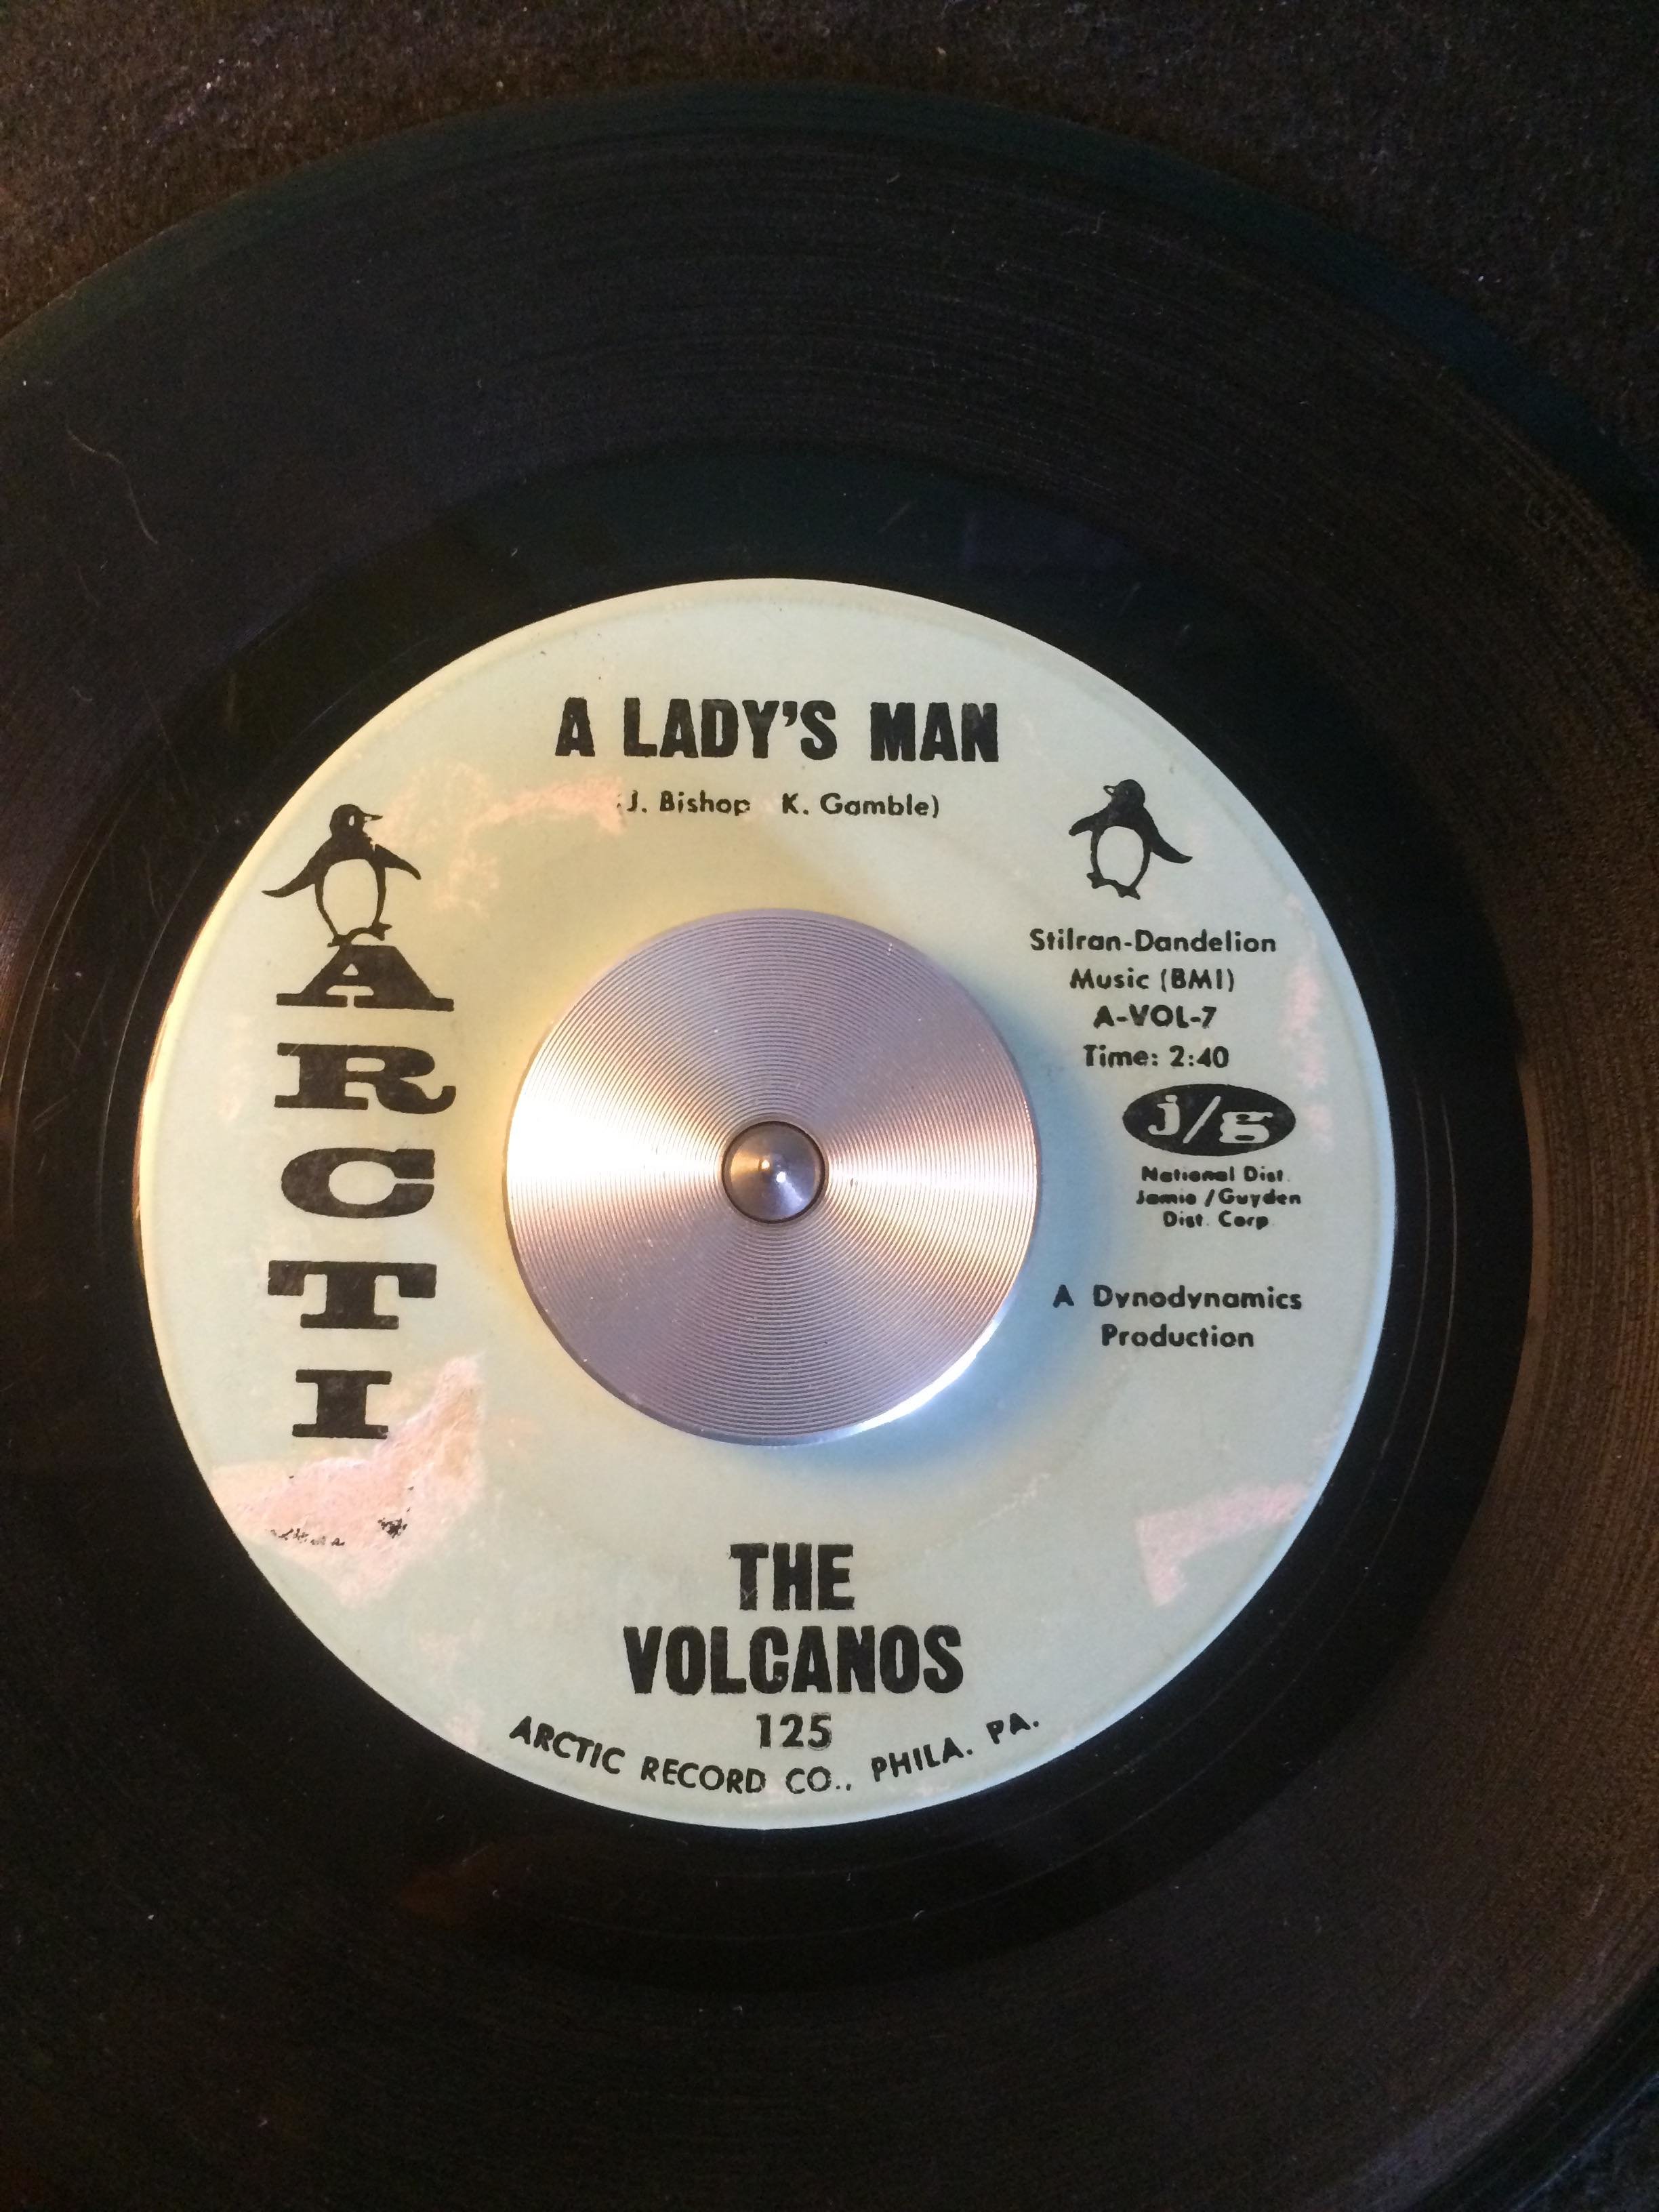 A LADY'S MAN
J. Bishop K. Gamble)
ARCTI
Stilran-Dandelion
Music (BMI)
A-VOL-7
Time: 2:40
j/g
National Dist.
Jamie /Guyden
Dist. Corp
A Dynodynamics
Production
THE
VOLCANOS
125
ARCTIC RECORD CO., PHILA. PA.